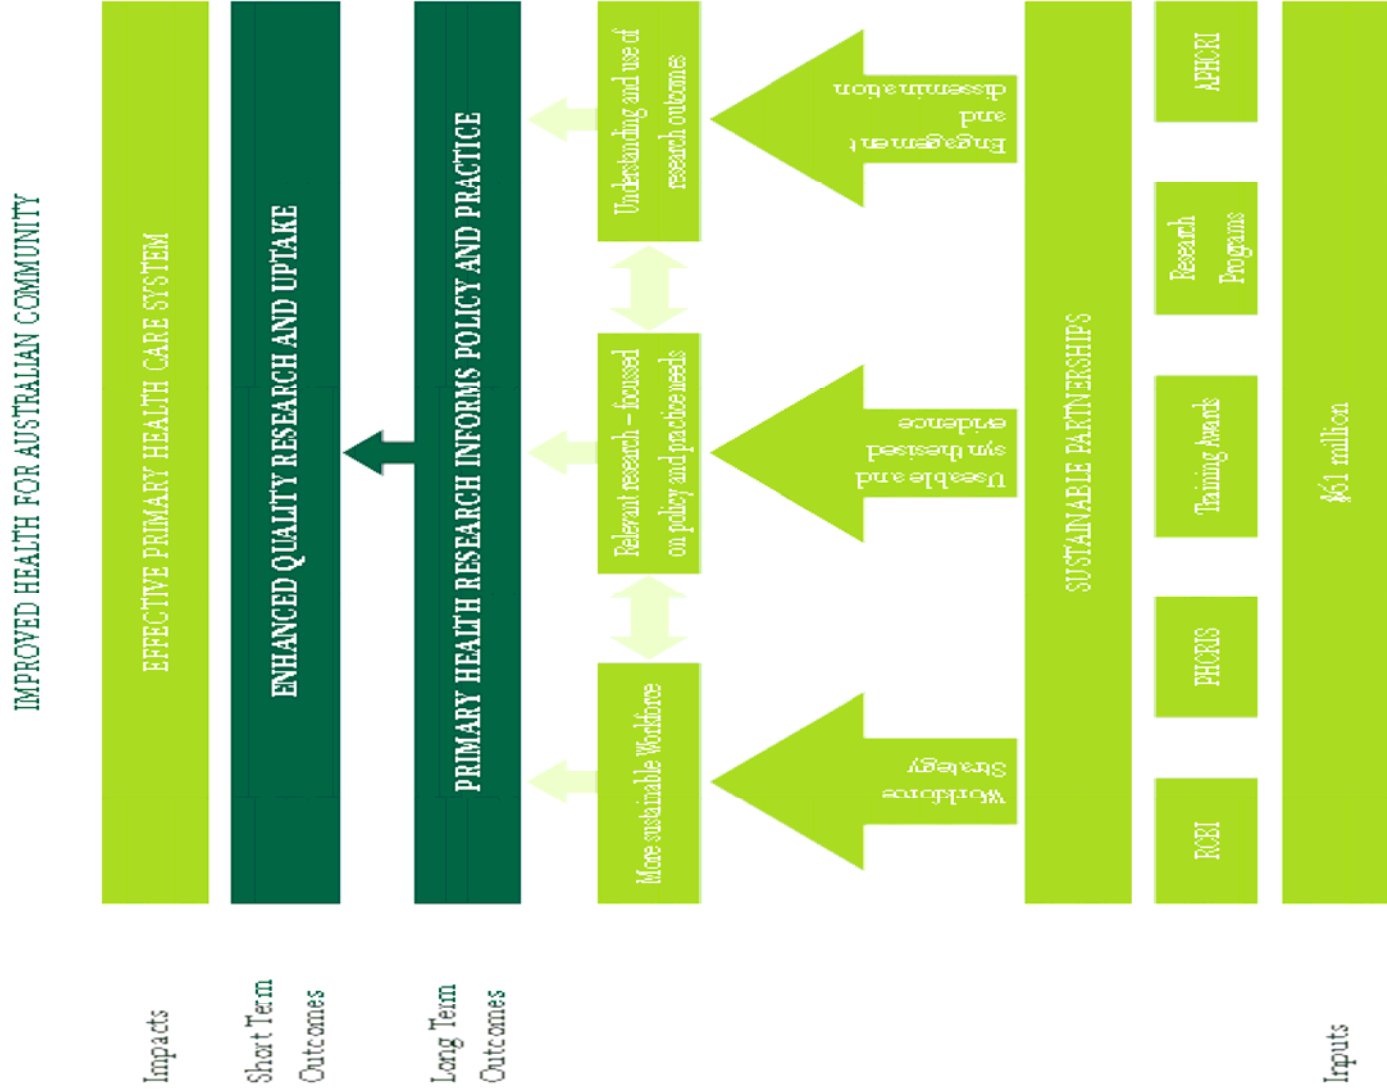 IMPROVED HEALTH FOR AUSTRALIAN COMMUNITY
Impacts
EFFECTIVE PRIMARY HEALTH CARE SYSTEM
Short Term
Outcomes
ENHANCED QUALITY RESEARCH AND UPTAKE
Long Term
Outcomes
PRIMARY HEALTH RESEARCH INFORMS POLICY AND PRACTICE
More sustainable Workforce
Relevant research – focussed
on policy and practice needs
Understanding and use of
research outcomes
Workforce
Strategy
Useable and
synthesised
evidence
Engagement
and
dissemination
SUSTAINABLE PARTNERSHIPS
RCBI
PHCRIS
Training Awards
Research
Programs
APHCRI
Inputs
$61 million